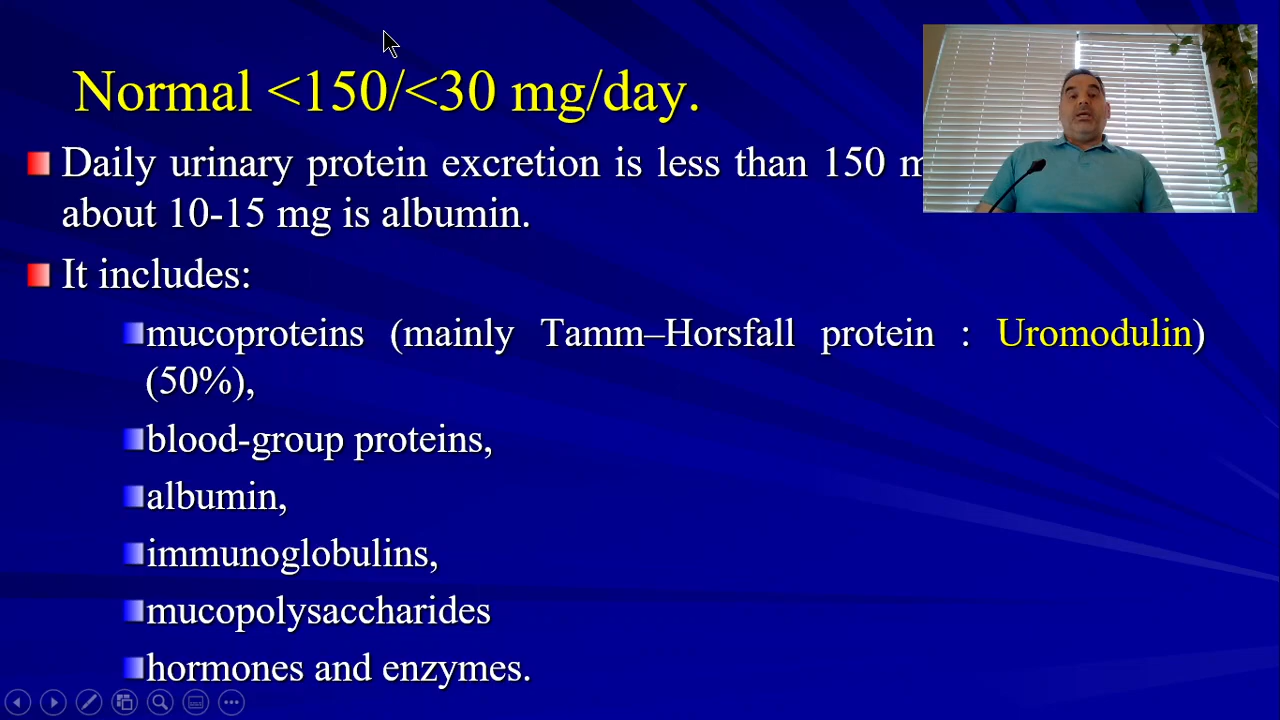 Normal <150/<30 mg/day.
Daily urinary protein excretion is less than 150
about 10-15 mg is albumin.
It includes:
mucoproteins (mainly Tamm–Horsfall protein : Uromodulin)
(50%),
blood-group proteins,
albumin,
immunoglobulins,
mucopolysaccharides
hormones and enzymes.